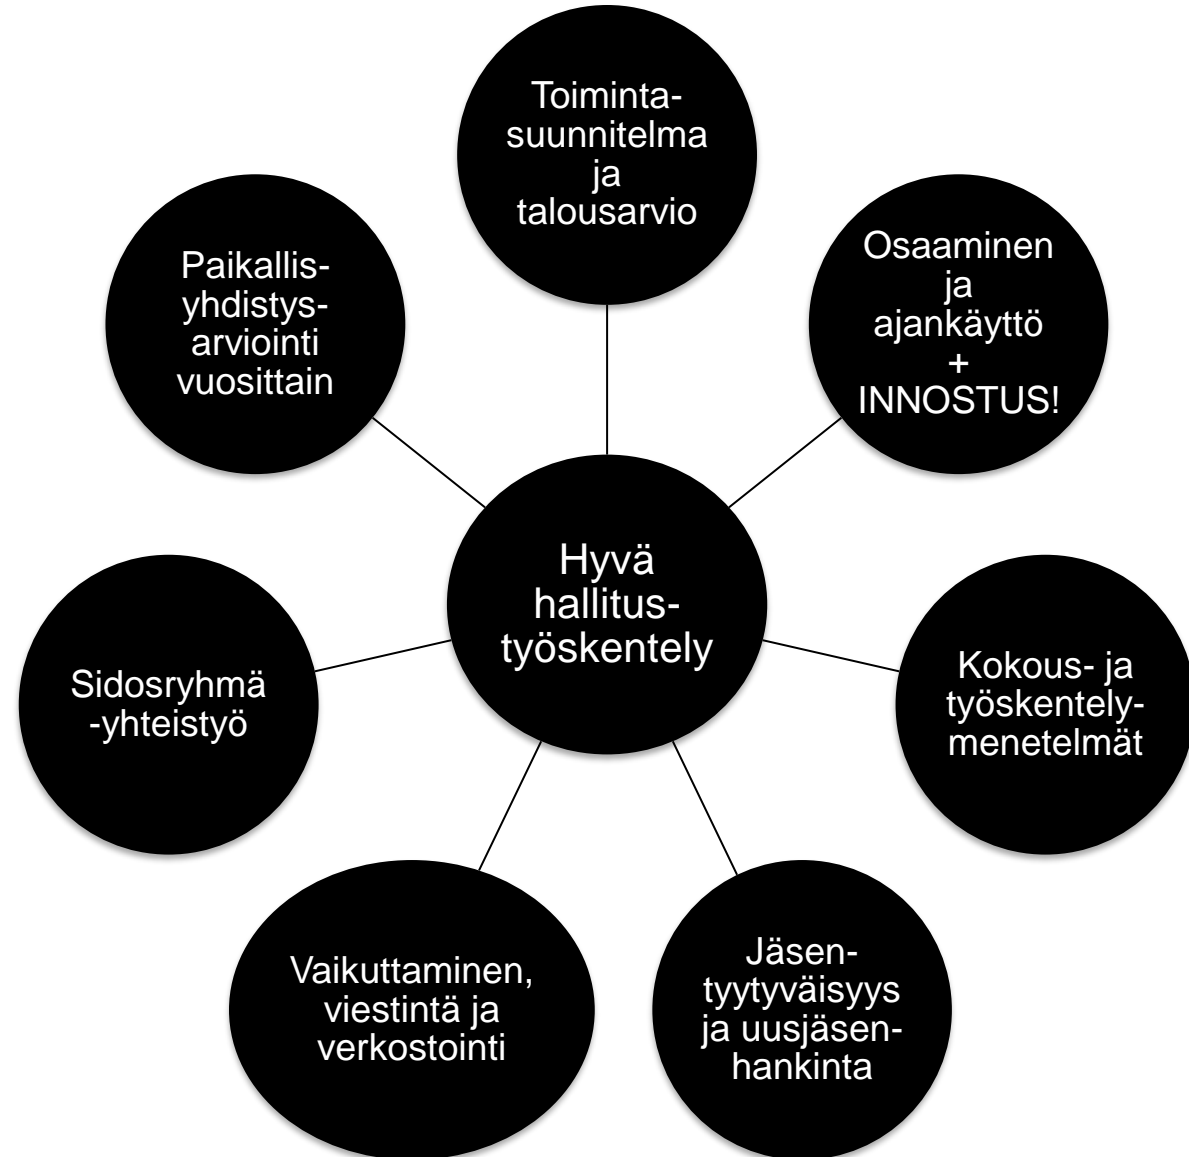 Toiminta-
suunnitelma
ja
talousarvio
Osaaminen
ja
ajankäyttö
+
INNOSTUS!
Kokous- ja
työskentely-
menetelmät
Jäsen-
tyytyväisyys
ja uusjäsen-
hankinta
Vaikuttaminen,
viestintä ja
verkostointi
Sidosryhmä
-yhteistyö
Paikallis-
yhdistys-
arviointi
vuosittain
Hyvä
hallitus-
työskentely